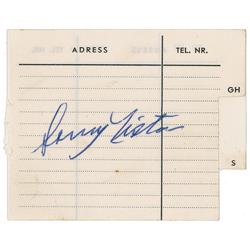 ADRESS TEL. NR.
GH
Sonny Liston
S